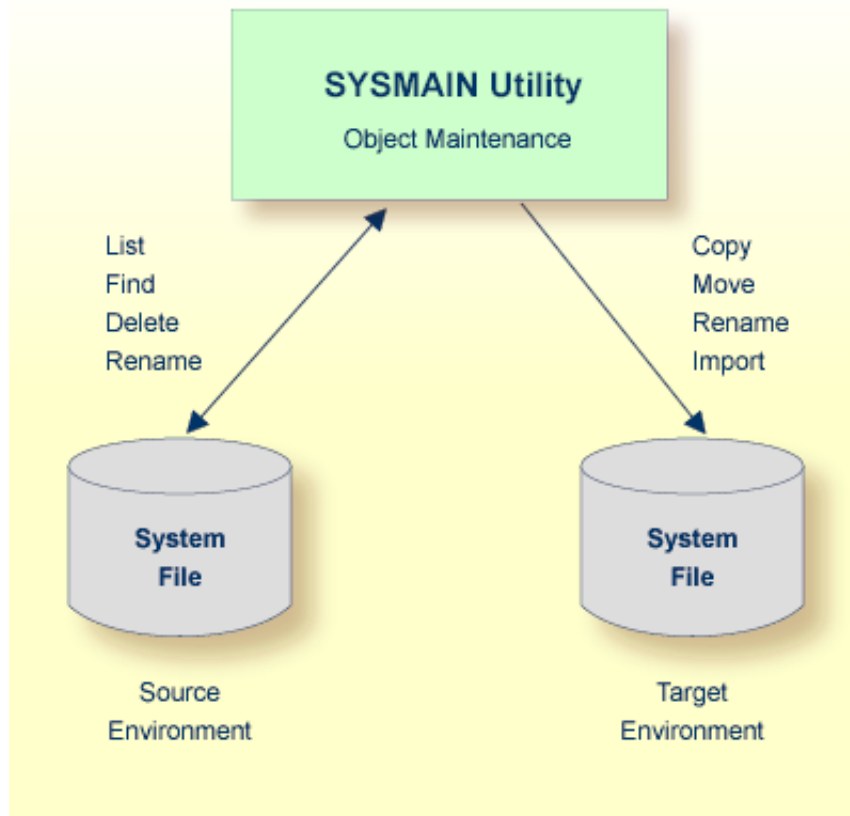 SYSMAIN Utility
Object Maintenance
List
Find
Delete
Rename
Copy
Move
Rename
Import
System
File
System
File
Source
Environment
Target
Environment